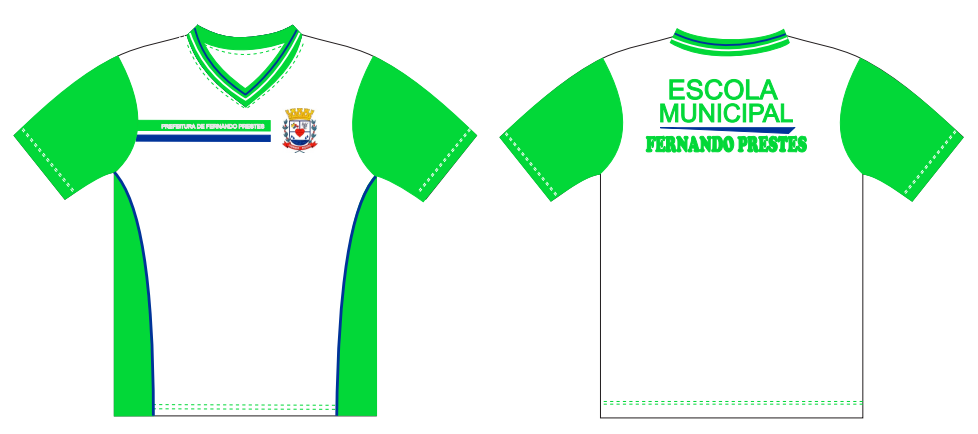 PREFEITURA DE FERNANDO PRESTES
ESCOLA
MUNICIPAL
FERNANDO PRESTES